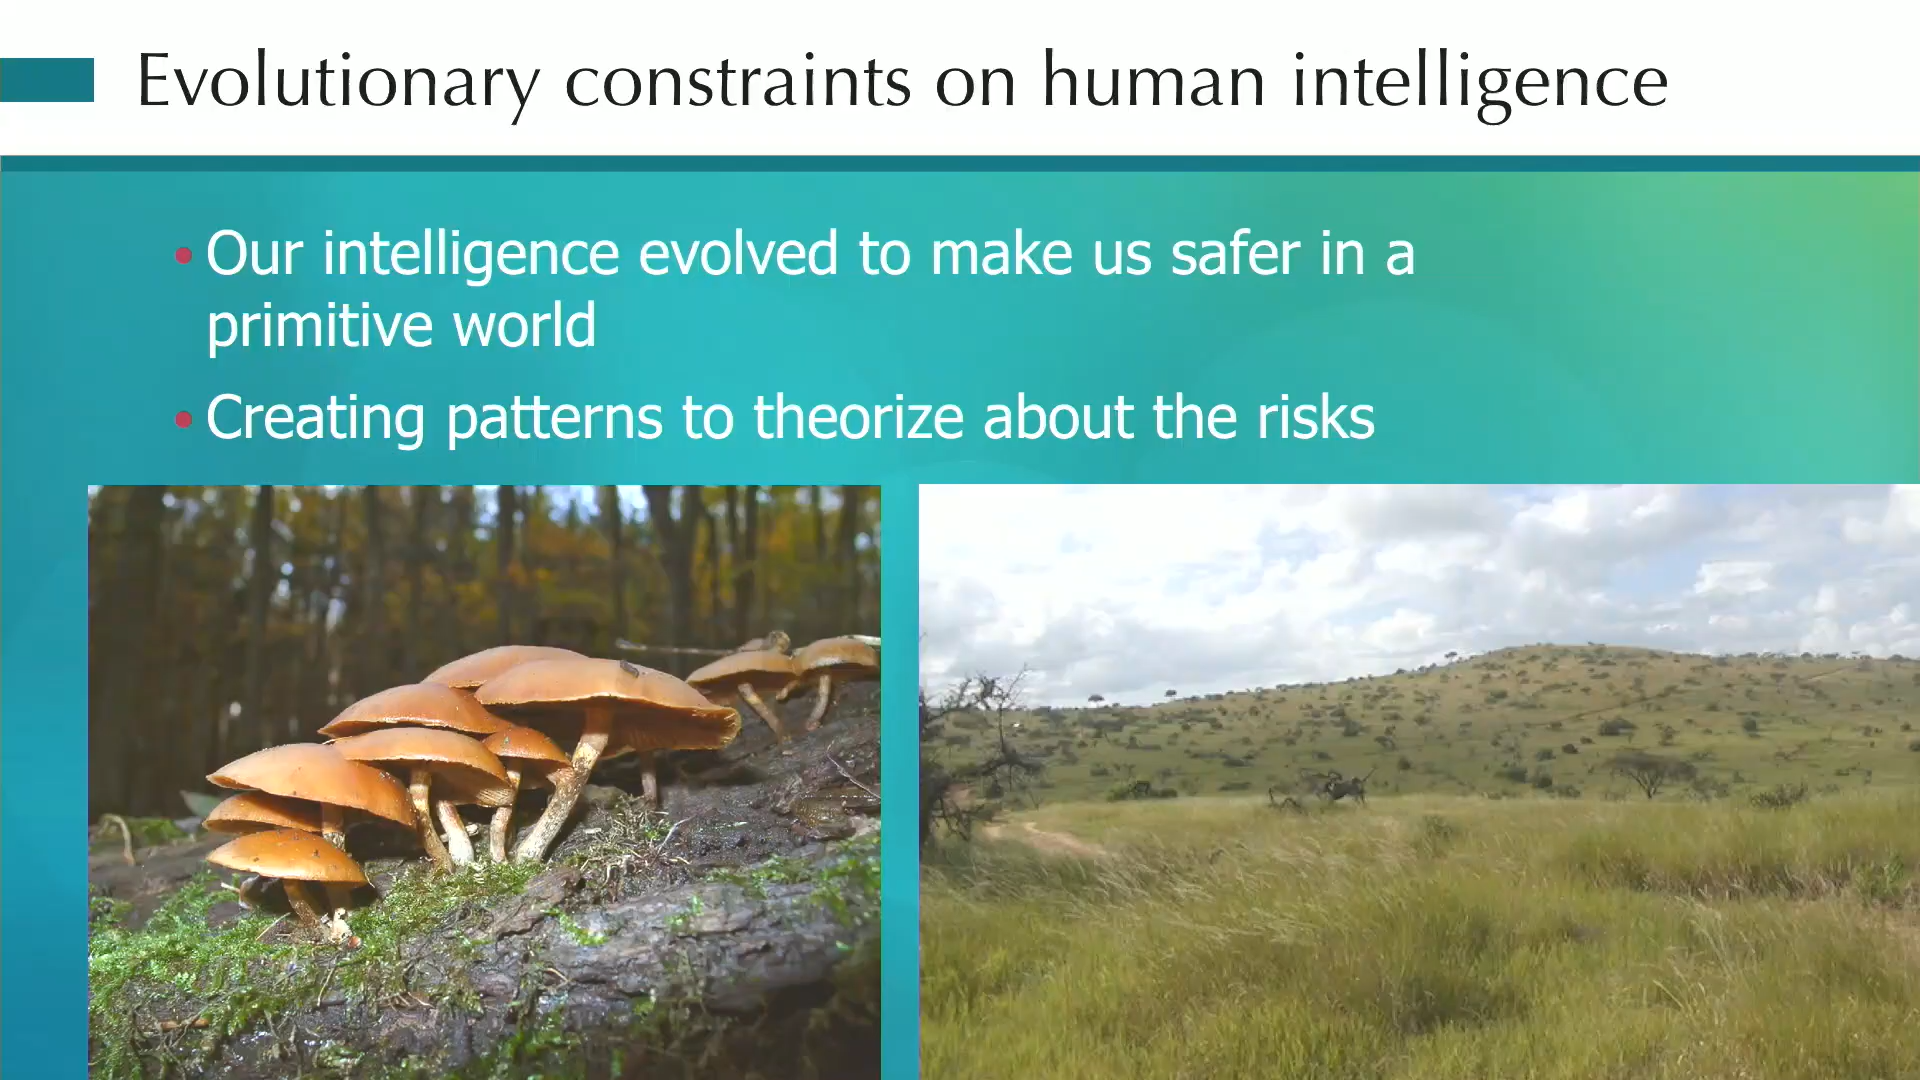 Evolutionary constraints on human intelligence
• Our intelligence evolved to make us safer in a
primitive world
• Creating patterns to theorize about the risks